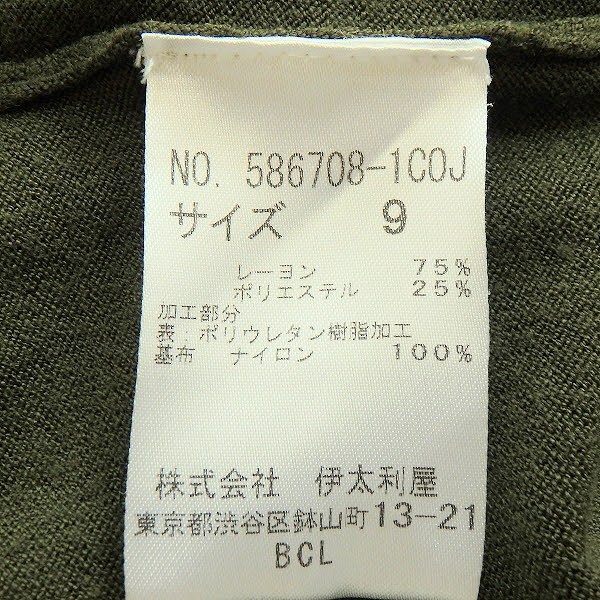 NO. 586708-1COJ
サイズ 9
レーヨン 75%
ポリエステル 25%
加工部分
表 ポリウレタン樹脂加工
基布 ナイロン 100%
株式会社 伊太利屋
東京都渋谷区鉢山町13-21
BCL